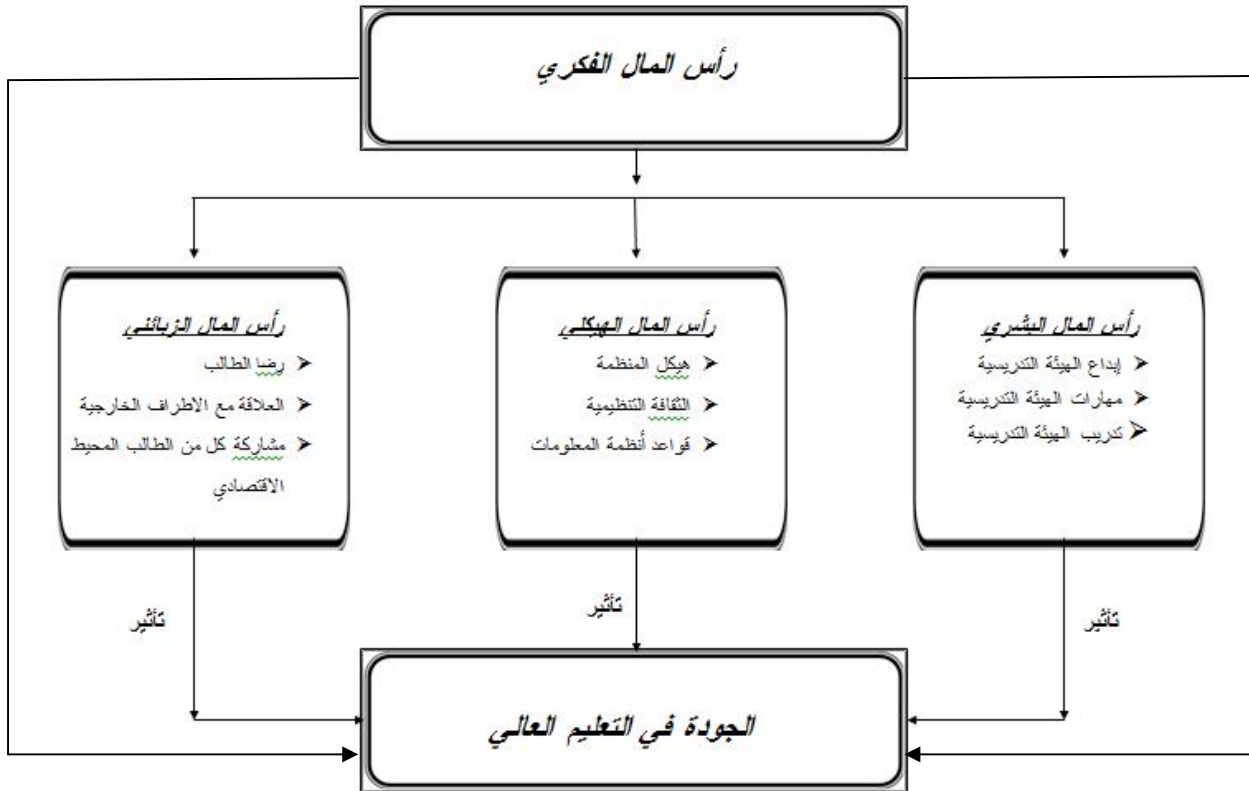 رأس المال الفكري
رأس المال البشري
إبداع الهيئة التدريسية
مهارات الهيئة التدريسية
تدريب الهيئة التدريسية
رأس المال الهيكلي
هيكل المنظمة
الثقافة التنظيمية
قواعد أنظمة المعلومات
رأس المال الزبائني
رضا الطالب
العلاقة مع الاطراف الخارجية
مشاركة كل من الطالب المحيط
الاقتصادي
تأثير
تأثير
تأثير
الجودة في التعليم العالي